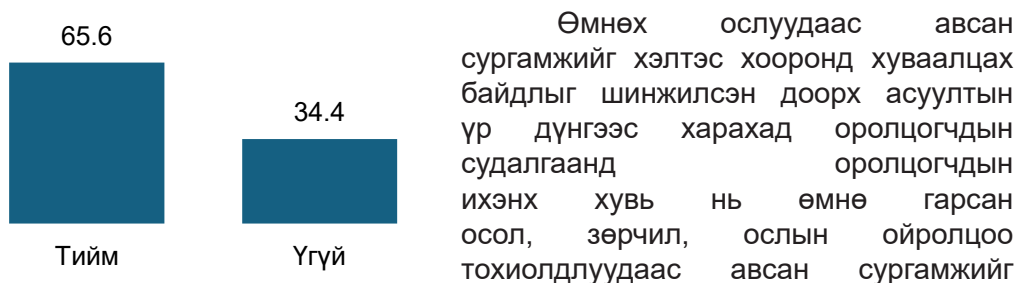 65.6
34.4
Тийм
Үгүй
Өмнөх ослуудаас авсан
сургамжийг хэлтэс хооронд хуваалцах
байдлыг шинжилсэн доорх асуултын
үр дүнгээс харахад оролцогчдын
судалгаанд оролцогчдын
ихэнх хувь нь өмнө гарсан
осол, зөрчил, ослын ойролцоо
тохиолдлуудаас авсан сургамжийг